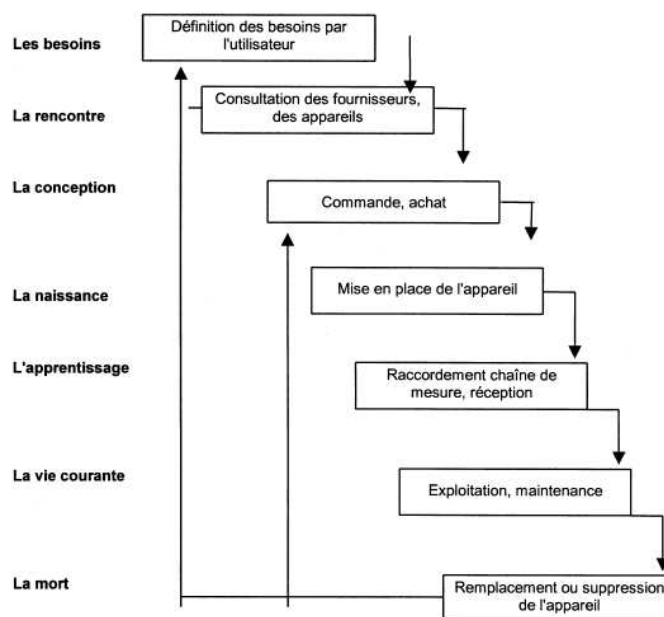 Définition des besoins par
l'utilisateur
Les besoins
Consultation des fournisseurs,
des appareils
La rencontre
La conception
Commande, achat
La naissance
Mise en place de l'appareil
L'apprentissage
Raccordement chaîne de
mesure, réception
La vie courante
Exploitation, maintenance
La mort
Remplacement ou suppression
de l'appareil